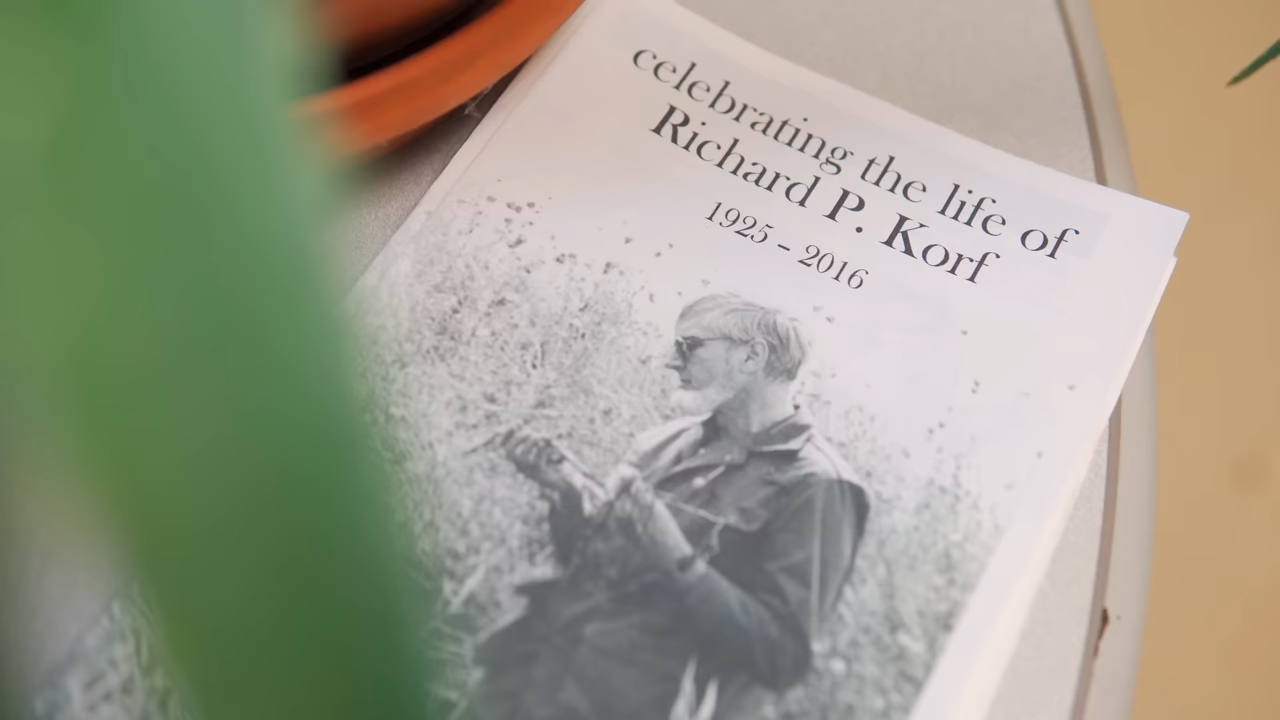 celebrating the life of
Richard P. Korf
1925 – 2016